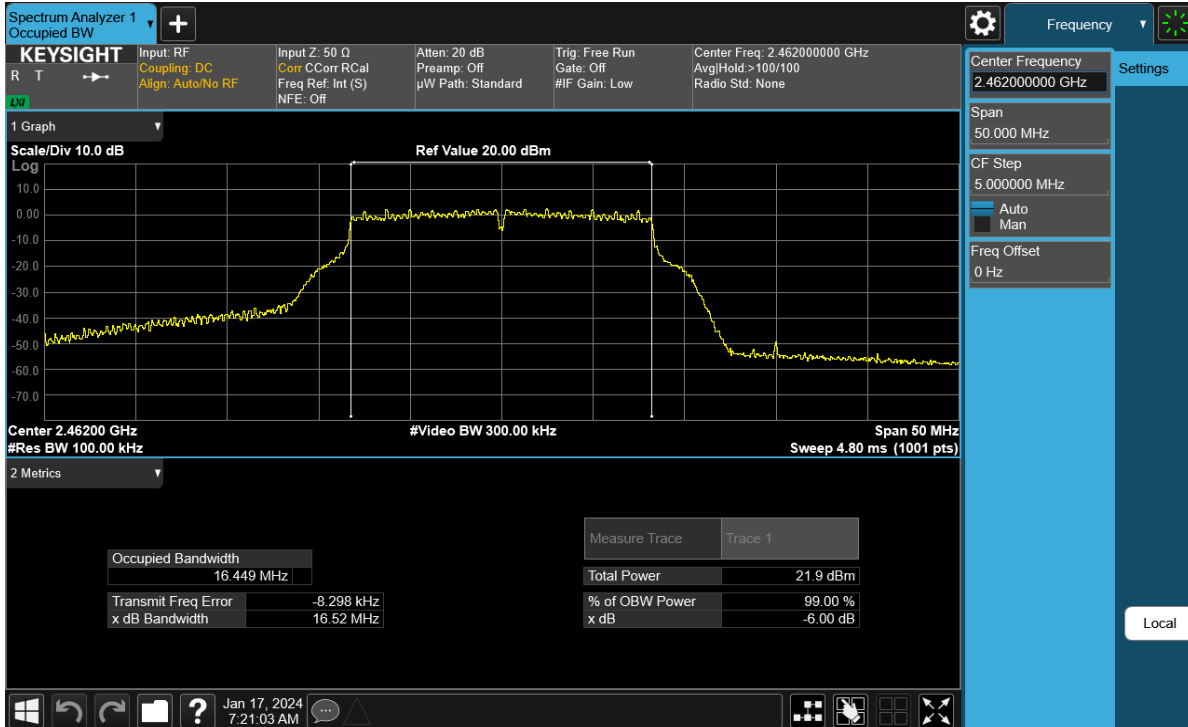 Spectrum Analyzer 1
Occupied BW
Frequency
KEYSIGHT
R T
LXI
Input: RF
Coupling: DC
Align: Auto/No RF
Input Z: 50 Ω
Corr CCorr RCal
Freq Ref: Int (S)
NFE: Off
Atten: 20 dB
Preamp: Off
µW Path: Standard
Trig: Free Run
Gate: Off
#IF Gain: Low
Center Freq: 2.462000000 GHz
Avg|Hold:>100/100
Radio Std: None
Center Frequency
2.462000000 GHz
Settings
Span
50.000 MHz
CF Step
5.000000 MHz
Auto
Man
Freq Offset
0 Hz
Local
1 Graph
Scale/Div 10.0 dB
Ref Value 20.00 dBm
Log
10.0
0.00
-10.0
-20.0
-30.0
-40.0
-50.0
-60.0
-70.0
Center 2.46200 GHz
#Video BW 300.00 kHz
Span 50 MHz
#Res BW 100.00 kHz
Sweep 4.80 ms (1001 pts)
2 Metrics
Measure Trace
Trace 1
Occupied Bandwidth
16.449 MHz
Total Power
21.9 dBm
Transmit Freq Error
-8.298 kHz
% of OBW Power
99.00 %
x dB Bandwidth
16.52 MHz
x dB
-6.00 dB
?
Jan 17, 2024
7:21:03 AM